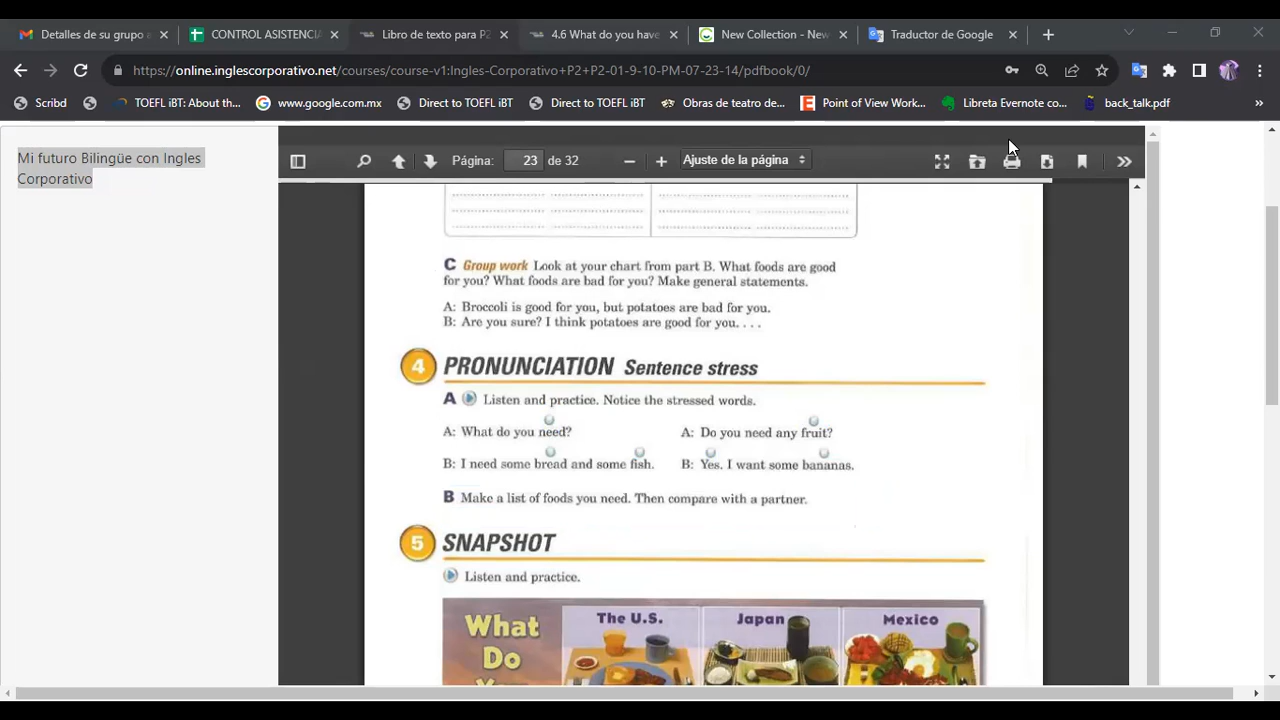 Detalles de su grupo a
CONTROL ASISTENCIA
Libro de texto para P2
4.6 What do you have
New Collection - New
Traductor de Google
https://online.inglescorporativo.net/courses/course-v1:Ingles-Corporativo+P2+P2-01-9-10-PM-07-23-14/pdfbook/0/
Scribd
TOEFL iBT: About th...
www.google.com.mx
Direct to TOEFL iBT
Direct to TOEFL iBT
Obras de teatro de...
Point of View Work...
Libreta Evernote co...
back_talk.pdf
»
Mi futuro Bilingüe con Ingles
Corporativo
Página: 23 de 32
Ajuste de la página
C Group work Look at your chart from part B. What foods are good
for you? What foods are bad for you? Make general statements.
A: Broccoli is good for you, but potatoes are bad for you.
B: Are you sure? I think potatoes are good for you. . . .
4 PRONUNCIATION Sentence stress
A Listen and practice. Notice the stressed words.
A: What do you need?
B: I need some bread and some fish.
A: Do you need any fruit?
B: Yes. I want some bananas.
B Make a list of foods you need. Then compare with a partner.
5 SNAPSHOT
Listen and practice.
What
Do
The U.S.
Japan
Mexico